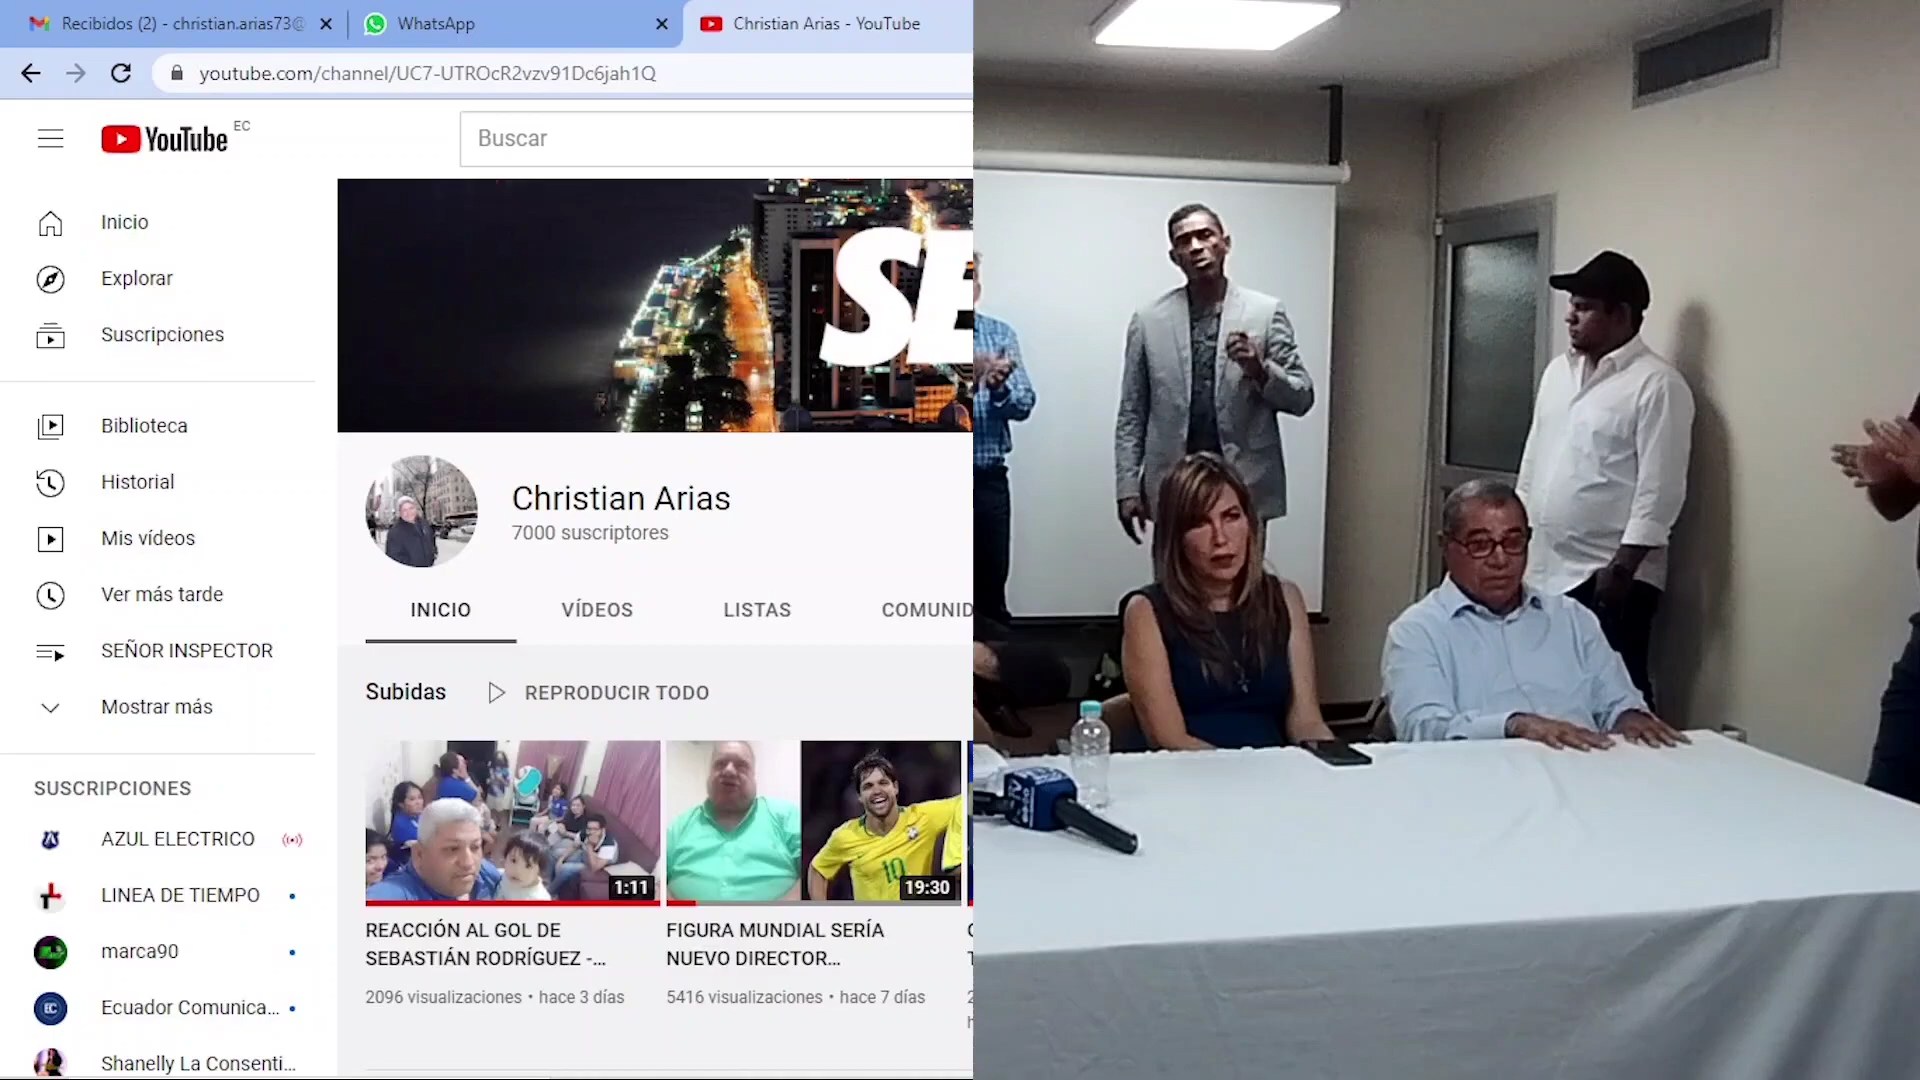 Recibidos (2) - christian.arias73@
WhatsApp
Christian Arias - YouTube
youtube.com/channel/UC7-UTROcR2vzv91Dc6jah1Q
YouTube EC
Buscar
Inicio
Explorar
Suscripciones
Biblioteca
Historial
Mis vídeos
Ver más tarde
SEÑOR INSPECTOR
Mostrar más
SUSCRIPCIONES
AZUL ELECTRICO
LINEA DE TIEMPO
marca90
Ecuador Comunica...
Shanelly La Consenti...
SE
Christian Arias
7000 suscriptores
INICIO VÍDEOS LISTAS COMUNID
Subidas REPRODUCIR TODO
1:11
REACCIÓN AL GOL DE
SEBASTIÁN RODRÍGUEZ -...
2096 visualizaciones • hace 3 días
10
19:30
FIGURA MUNDIAL SERÍA
NUEVO DIRECTOR...
5416 visualizaciones • hace 7 días